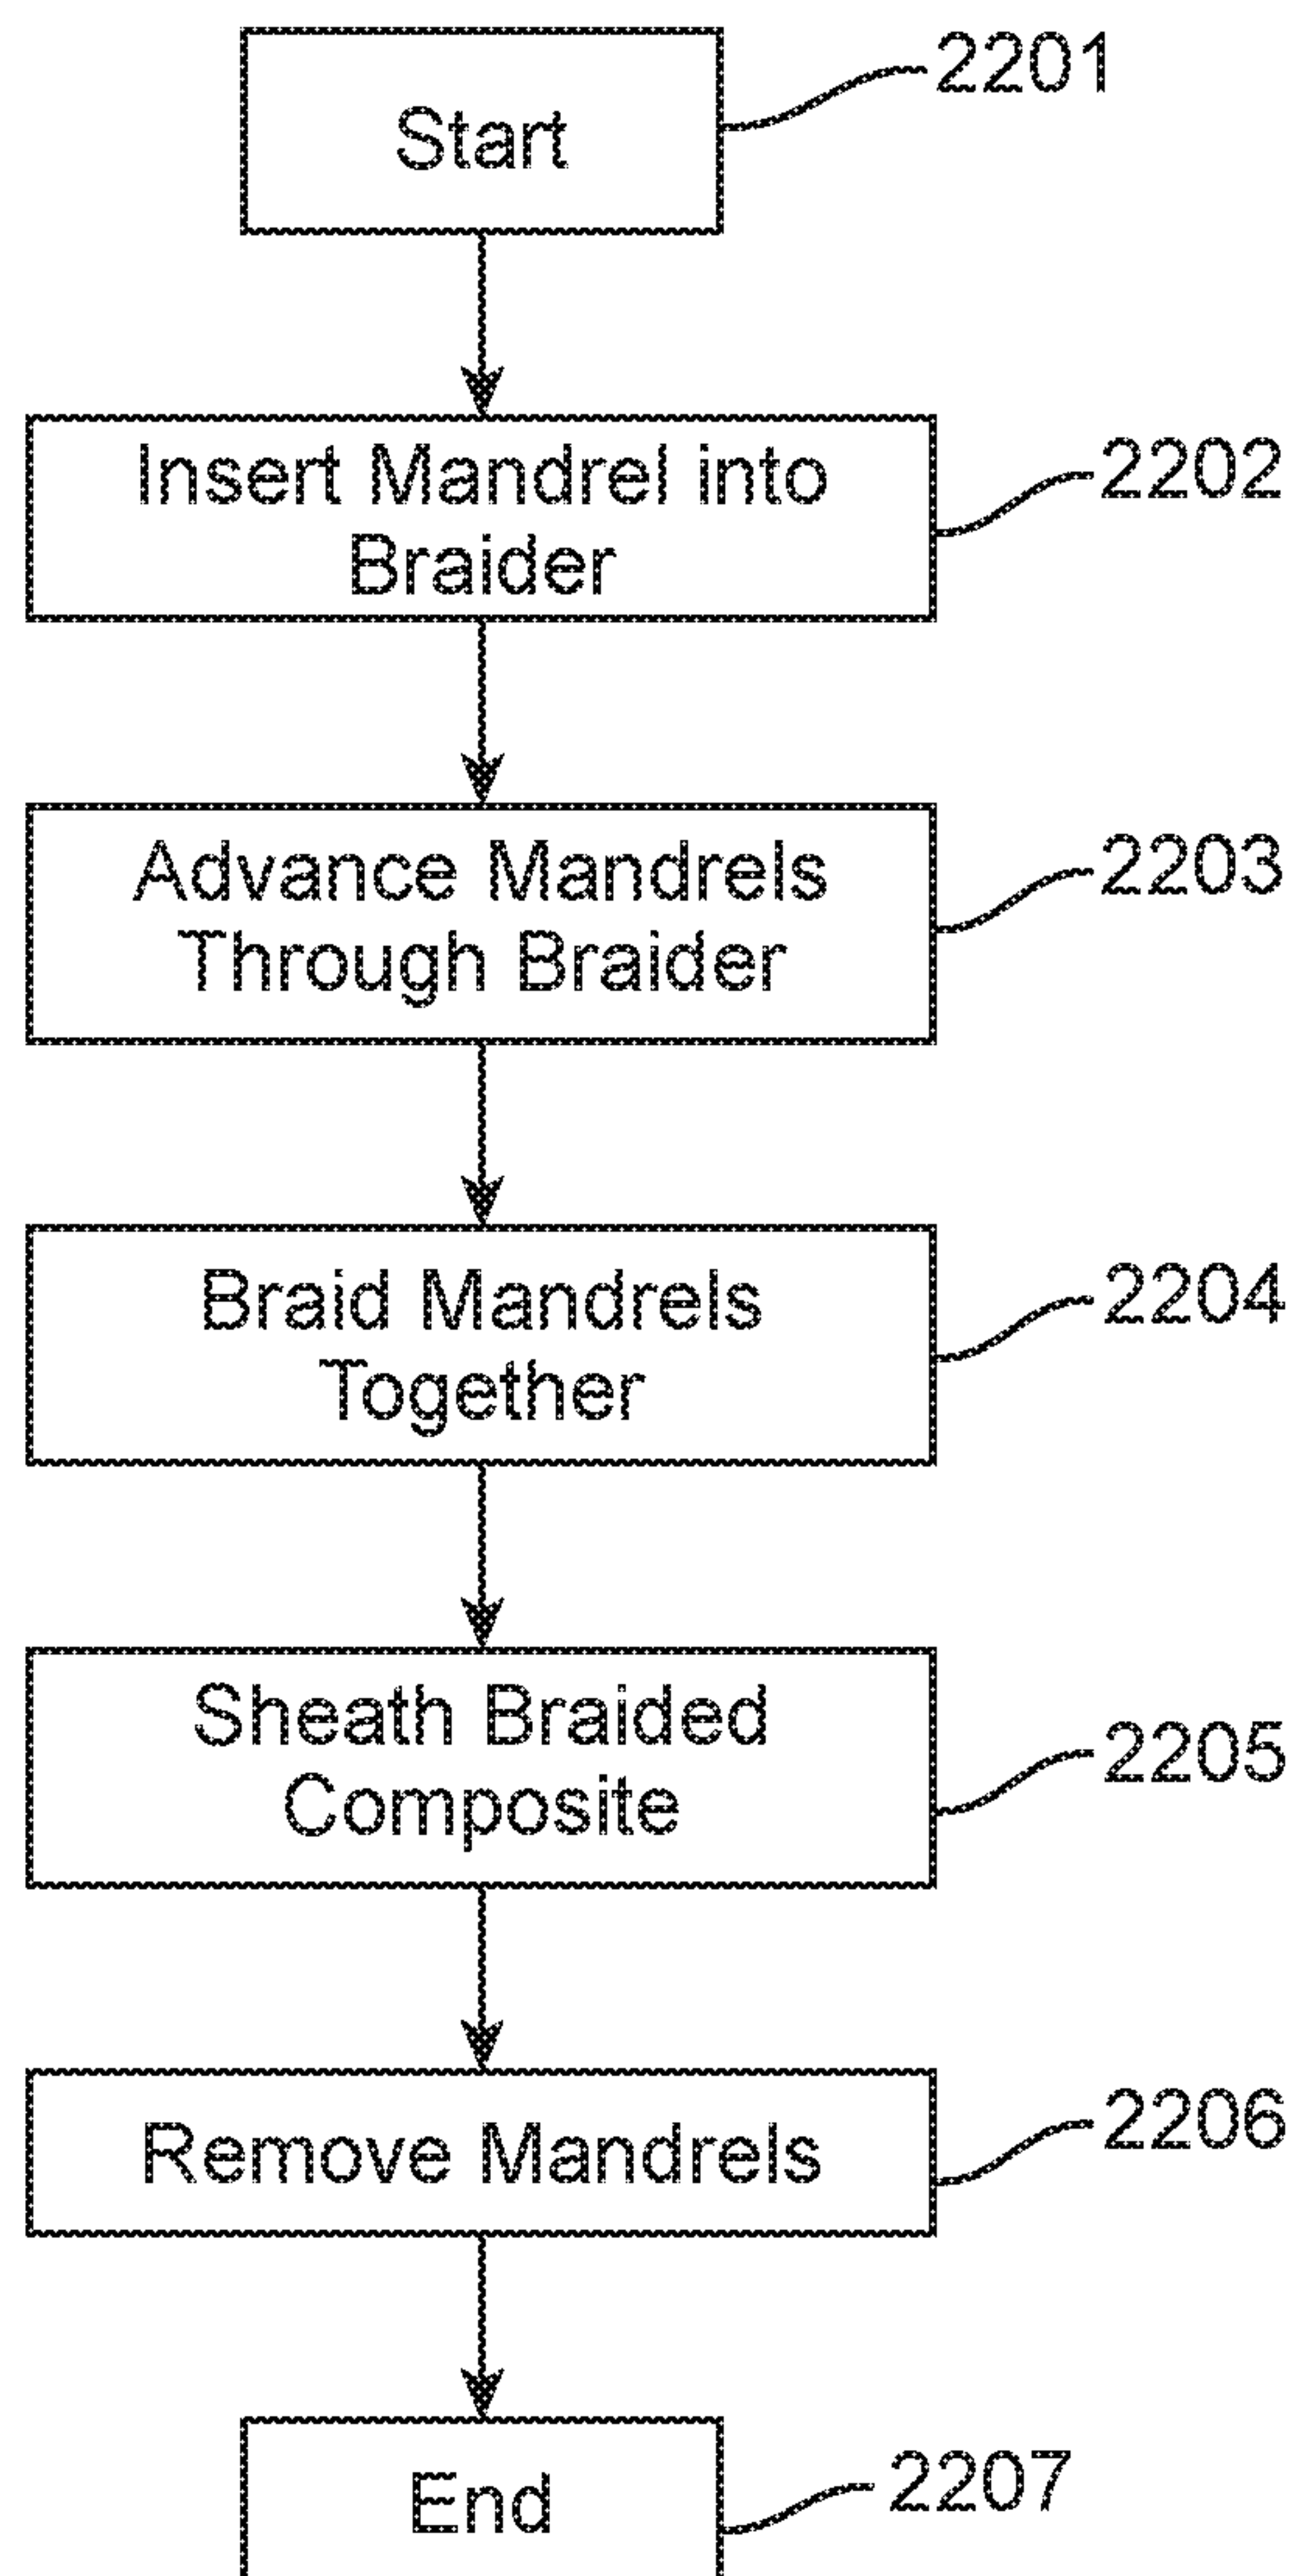 Start
2201
Insert Mandrel into
Braider
2202
Advance Mandrels
Through Braider
2203
Braid Mandrels
Together
2204
Sheath Braided
Composite
2205
Remove Mandrels
2206
End
2207